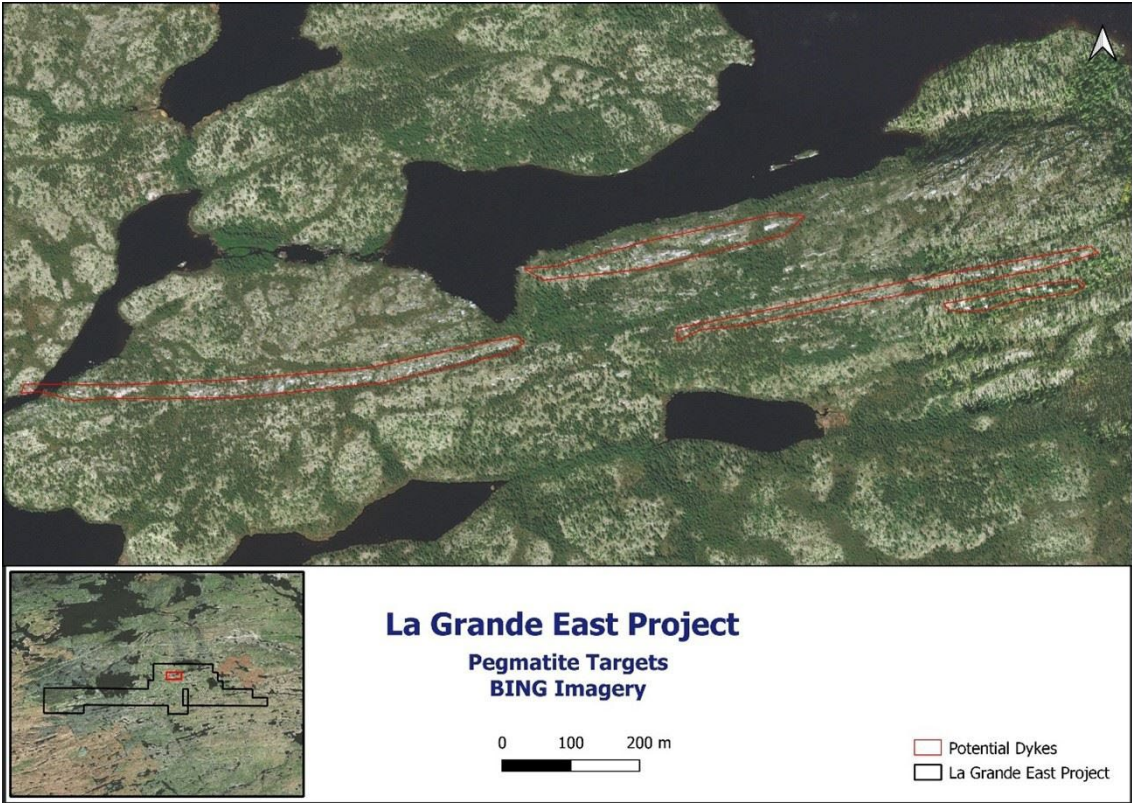 La Grande East Project
Pegmatite Targets
BING Imagery
0 100 200 m
Potential Dykes
La Grande East Project